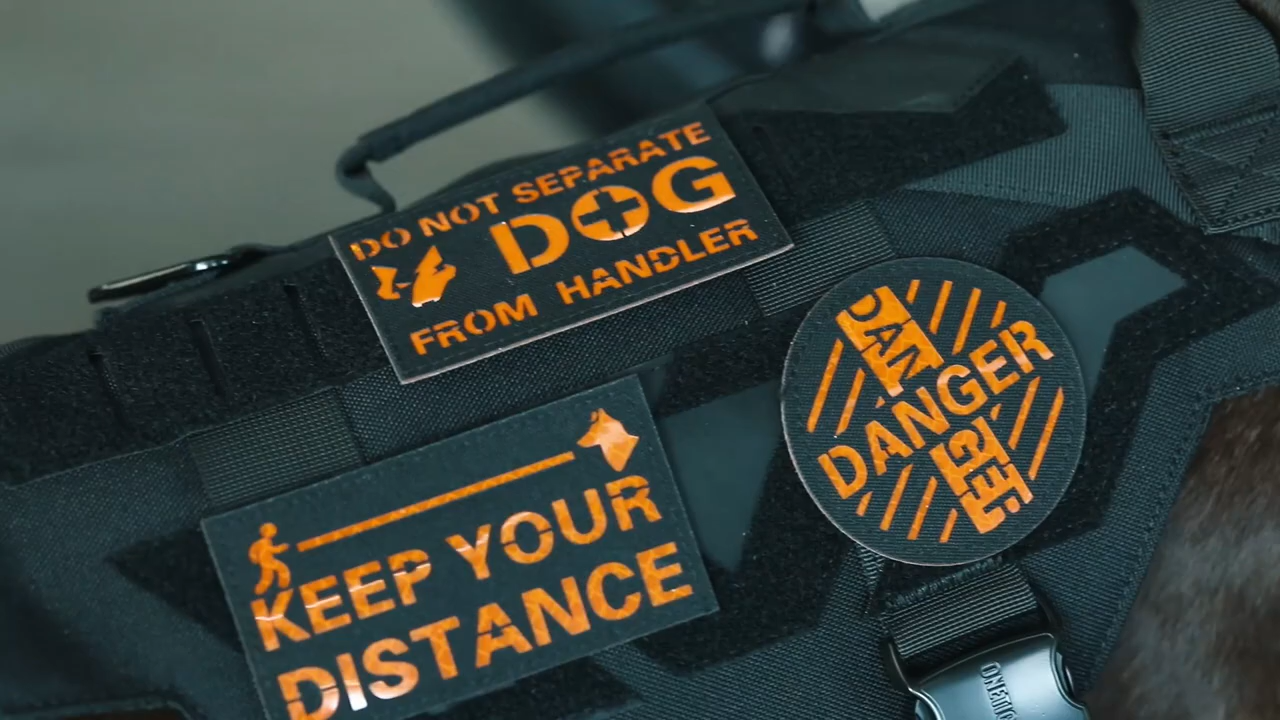 DO NOT SEPARATE
DOG
FROM HANDLER
KEEP YOUR
DISTANCE
DAN
DANGER